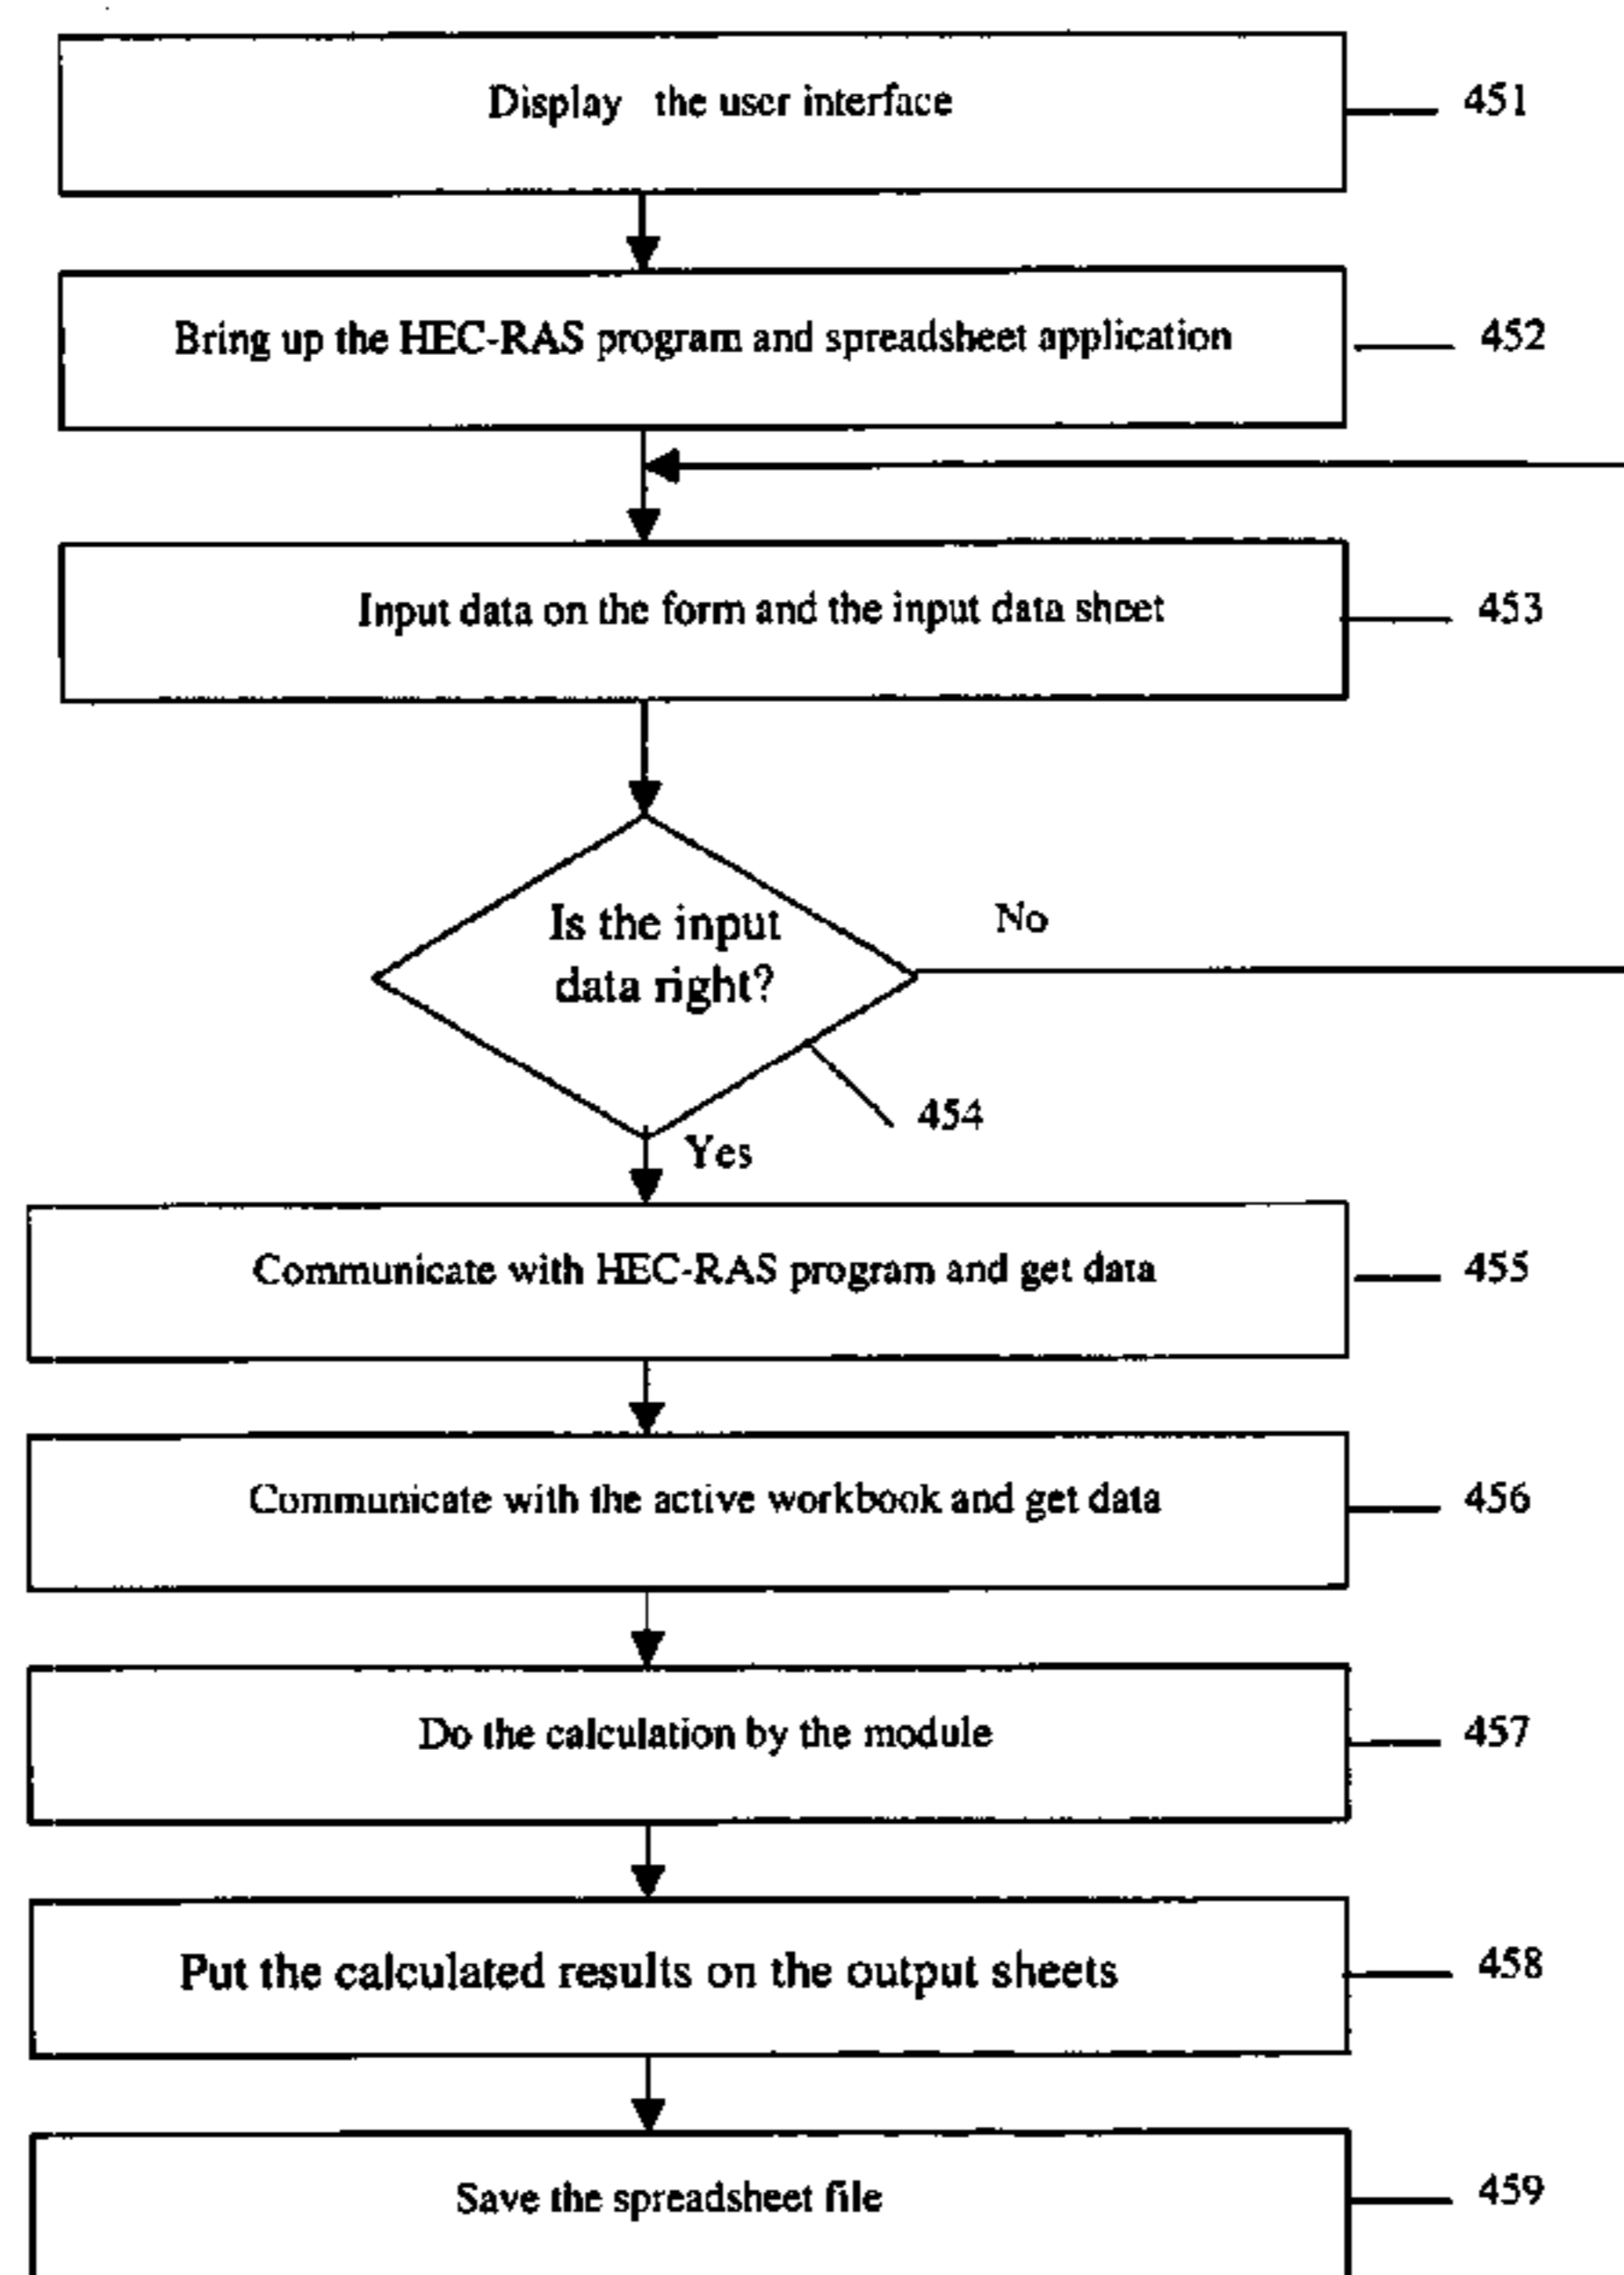 Display the user interface
451
Bring up the HEC-RAS program and spreadsheet application
452
Input data on the form and the input data sheet
453
Is the input
data right?
No
454
Yes
Communicate with HEC-RAS program and get data
455
Communicate with the active workbook and get data
456
Do the calculation by the module
457
Put the calculated results on the output sheets
458
Save the spreadsheet file
459